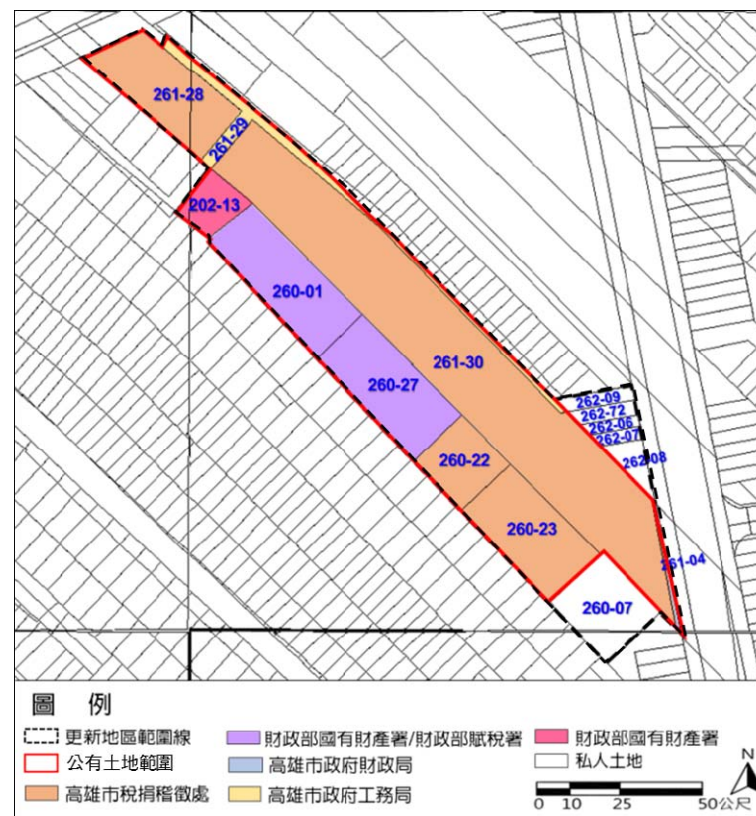 261-28
261-29
202-13
260-01
261-30
260-27
262-09
262-72
262-06
262-07
262-08
260-22
260-23
261-04
260-07
圖 例
更新地區範圍線
財政部國有財產署/財政部賦稅署
財政部國有財產署
公有土地範圍
高雄市政府財政局
私人土地
高雄市稅捐稽徵處
高雄市政府工務局
N
0 10 25 50公尺